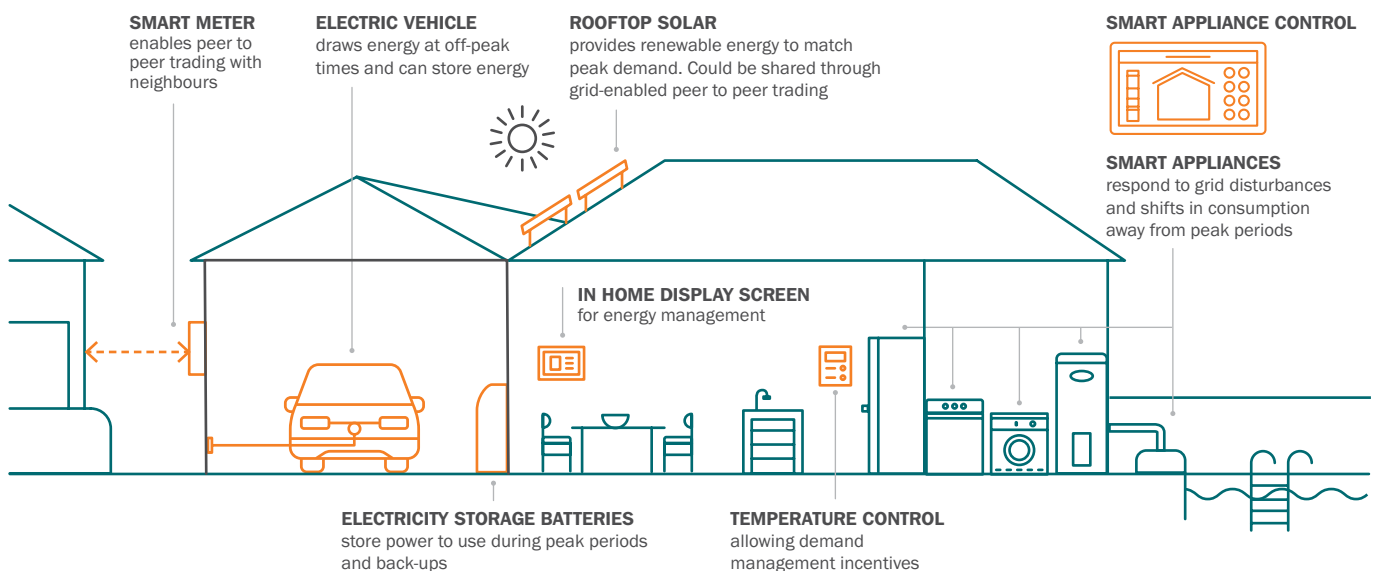 SMART METER
enables peer to
peer trading with
neighbours
ELECTRIC VEHICLE
draws energy at off-peak
times and can store energy
ROOFTOP SOLAR
provides renewable energy to match
peak demand. Could be shared through
grid-enabled peer to peer trading
SMART APPLIANCE CONTROL
SMART APPLIANCES
respond to grid disturbances
and shifts in consumption
away from peak periods
IN HOME DISPLAY SCREEN
for energy management
ELECTRICITY STORAGE BATTERIES
store power to use during peak periods
and back-ups
TEMPERATURE CONTROL
allowing demand
management incentives